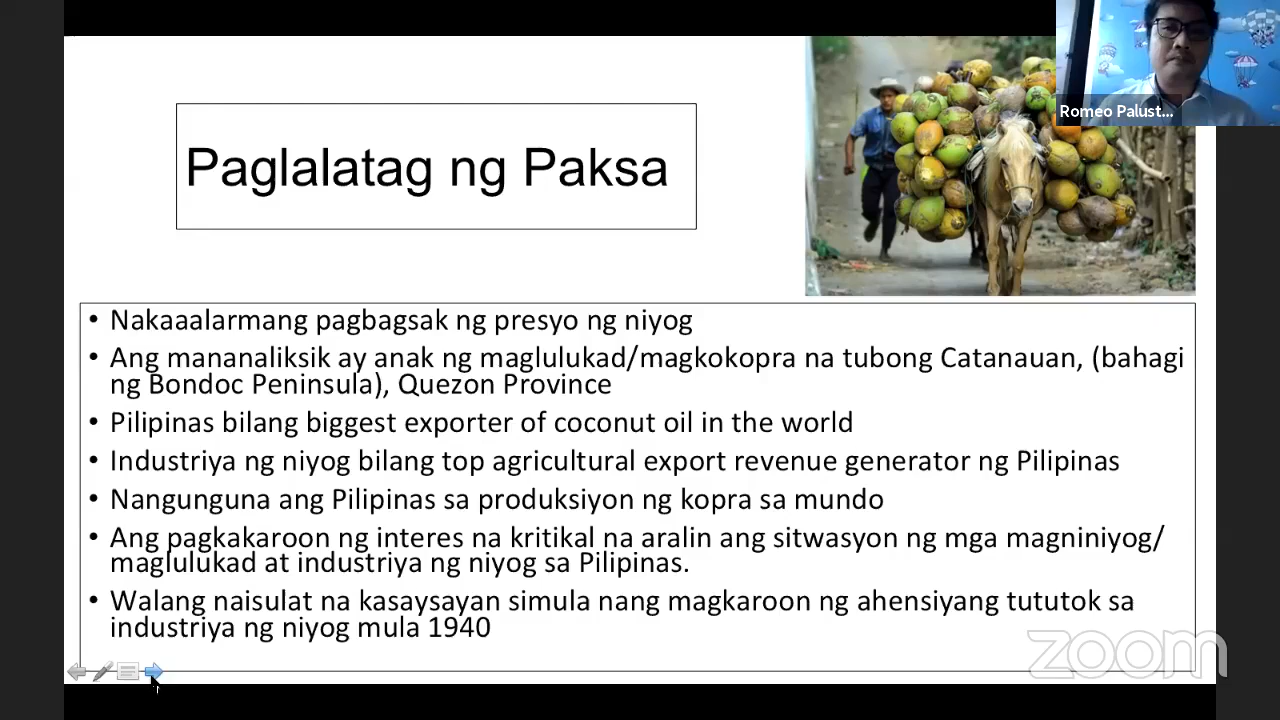 Romeo Palust...
Paglalatag ng Paksa
• Nakaaalarmang pagbagsak ng presyo ng niyog
• Ang mananaliksik ay anak ng maglulukad/magkokopra na tubong Catanauan, (bahagi
ng Bondoc Peninsula), Quezon Province
• Pilipinas bilang biggest exporter of coconut oil in the world
• Industriya ng niyog bilang top agricultural export revenue generator ng Pilipinas
• Nangunguna ang Pilipinas sa produksiyon ng kopra sa mundo
• Ang pagkakaroon ng interes na kritikal na aralin ang sitwasyon ng mga magniniyog/
maglulukad at industriya ng niyog sa Pilipinas.
• Walang naisulat na kasaysayan simula nang magkaroon ng ahensiyang tututok sa
industriya ng niyog mula 1940
zoom